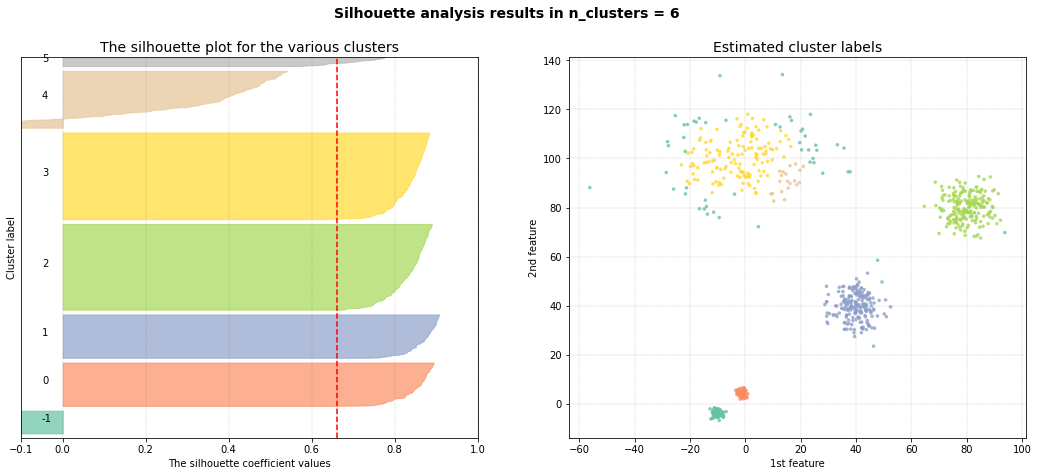 Silhouette analysis results in n_clusters = 6
The silhouette plot for the various clusters
Estimated cluster labels
Cluster label
5
4
3
2
1
0
-1
−0.1 0.0 0.2 0.4 0.6 0.8 1.0
The silhouette coefficient values
2nd feature
140
120
100
80
60
40
20
0
−60 −40 −20 0 20 40 60 80 100
1st feature